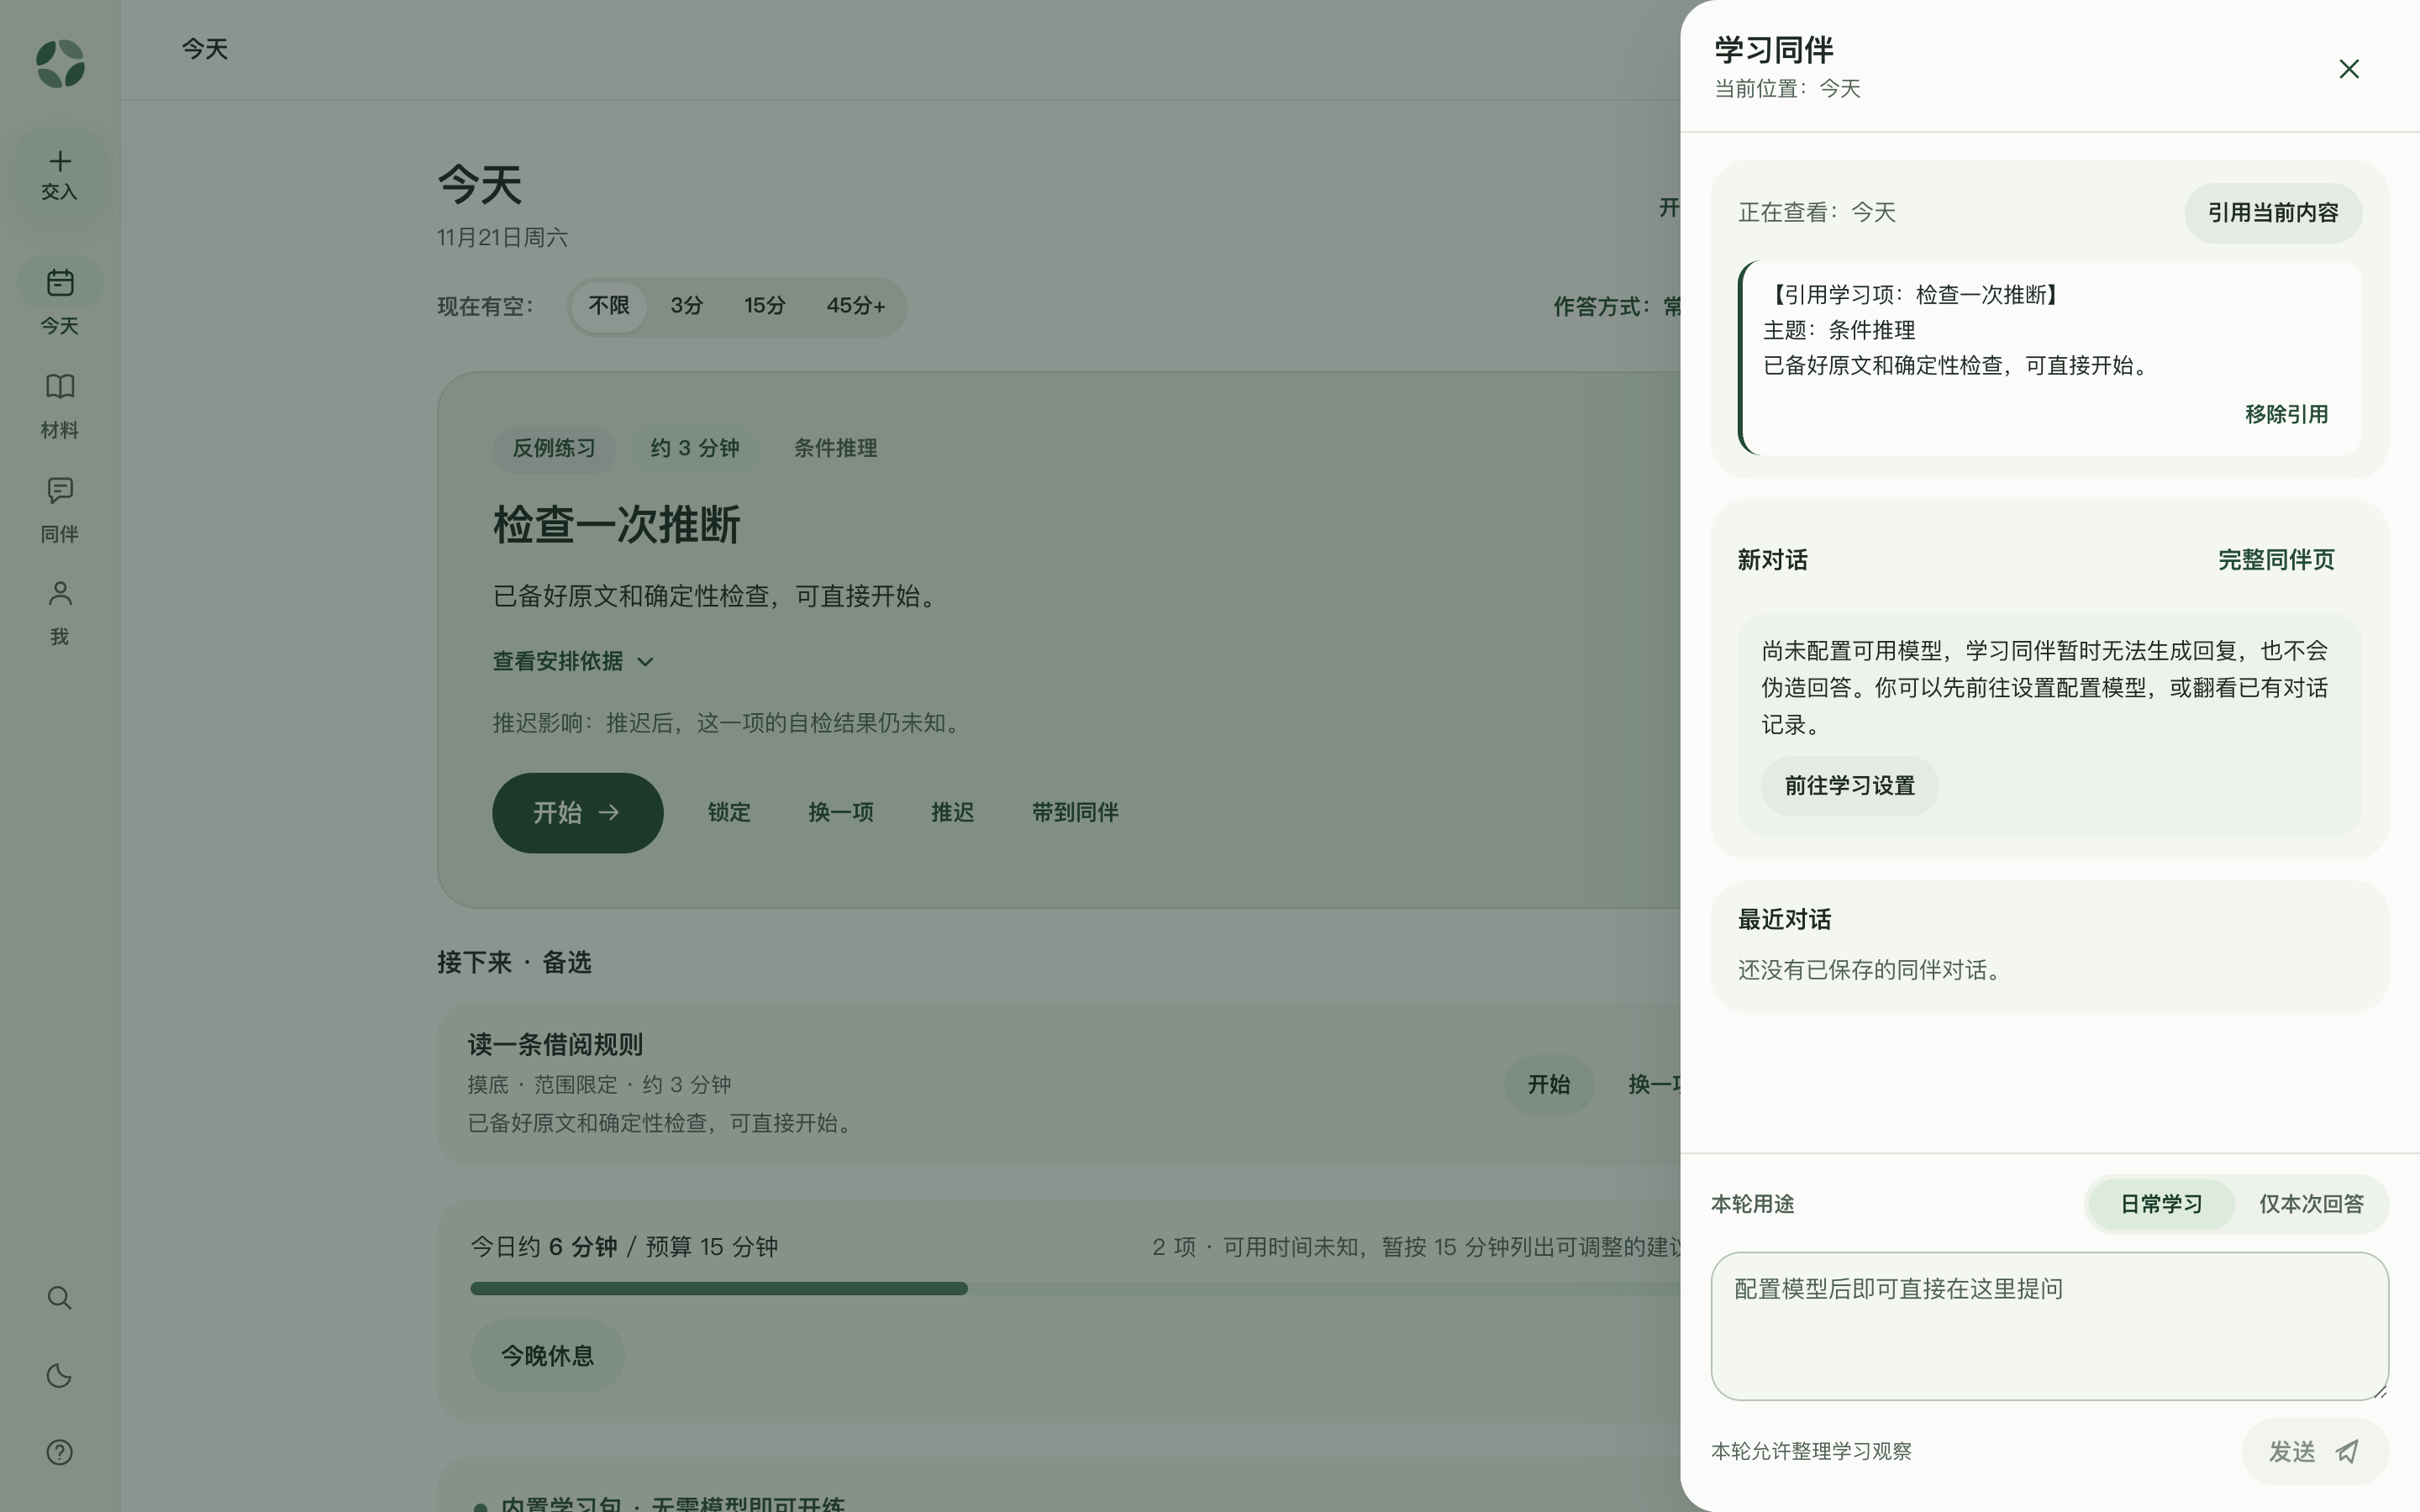 交入
今天
材料
同伴
我
今天
今天
11月21日周六
开
现在有空：
不限
3分
15分
45分+
作答方式：常
反例练习
约 3 分钟
条件推理
检查一次推断
已备好原文和确定性检查，可直接开始。
查看安排依据
推迟影响：推迟后，这一项的自检结果仍未知。
开始
锁定
换一项
推迟
带到同伴
接下来 · 备选
读一条借阅规则
摸底 · 范围限定 · 约 3 分钟
已备好原文和确定性检查，可直接开始。
开始
换一
今日约 6 分钟 / 预算 15 分钟
2 项 · 可用时间未知，暂按 15 分钟列出可调整的建议
今晚休息
内置学习包 · 无需模型即可开练
学习同伴
当前位置：今天
正在查看：今天
引用当前内容
【引用学习项：检查一次推断】
主题：条件推理
已备好原文和确定性检查，可直接开始。
移除引用
新对话
完整同伴页
尚未配置可用模型，学习同伴暂时无法生成回复，也不会
伪造回答。你可以先前往设置配置模型，或翻看已有对话
记录。
前往学习设置
最近对话
还没有已保存的同伴对话。
本轮用途
日常学习
仅本次回答
配置模型后即可直接在这里提问
本轮允许整理学习观察
发送